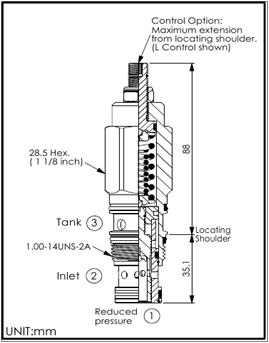 Control Option:
Maximum extension
from locating shoulder.
(L Control shown)
28.5 Hex.
( 1 1/8 inch)
88
Tank 3
Locating
Shoulder
1.00-14UNS-2A
Inlet 2
35.1
Reduced
pressure 1
UNIT:mm